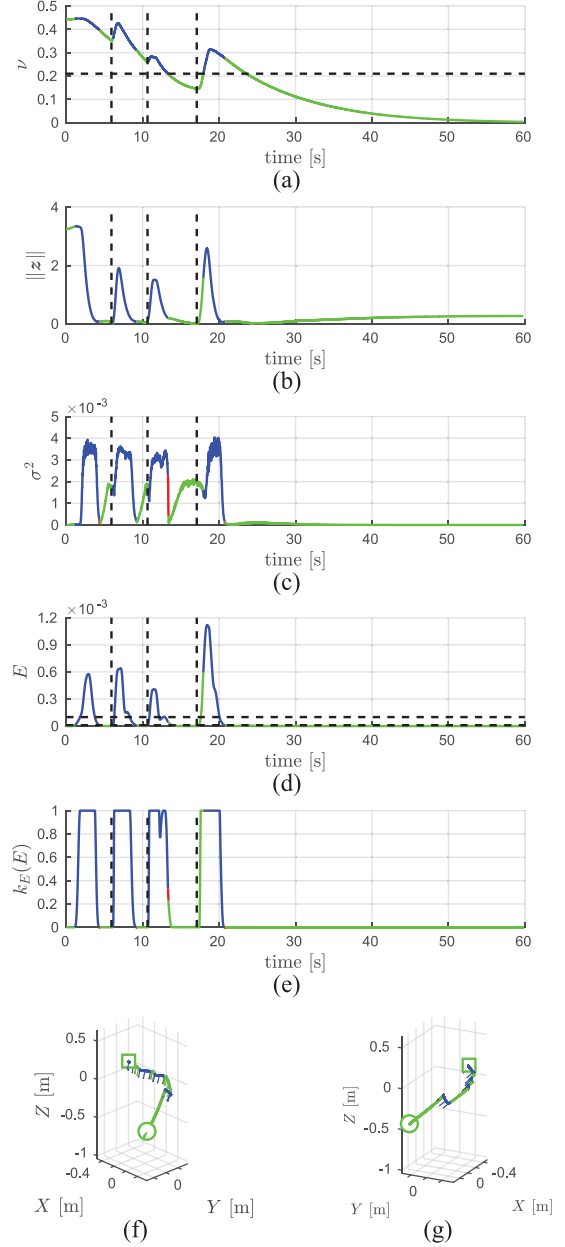 0.5
0.4
0.3
0.2
0.1
0
ν
0 10 20 30 40 50 60
time [s]
(a)
4
2
0
||z||
0 10 20 30 40 50 60
time [s]
(b)
×10⁻³
5
4
3
2
1
0
σ²
0 10 20 30 40 50 60
time [s]
(c)
×10⁻³
1.2
0.9
0.6
0.3
0
E
0 10 20 30 40 50 60
time [s]
(d)
1
0.8
0.6
0.4
0.2
0
k_E(E)
0 10 20 30 40 50 60
time [s]
(e)
0.5
0
-0.5
-1
Z [m]
-0.4
0
0
X [m] Y [m]
(f)
0.5
0
-0.5
-1
Z [m]
0
0
-0.4
Y [m] X [m]
(g)